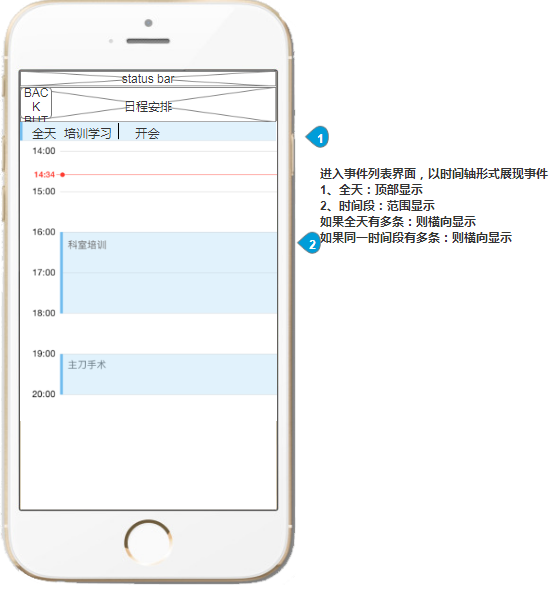 status bar
BAC
K
BUT
日程安排
全天 培训学习 开会
14:00
14:34
15:00
16:00
科室培训
17:00
18:00
19:00
主刀手术
20:00
1
进入事件列表界面，以时间轴形式展现事件
1、全天：顶部显示
2、时间段：范围显示
如果全天有多条：则横向显示
2
如果同一时间段有多条：则横向显示